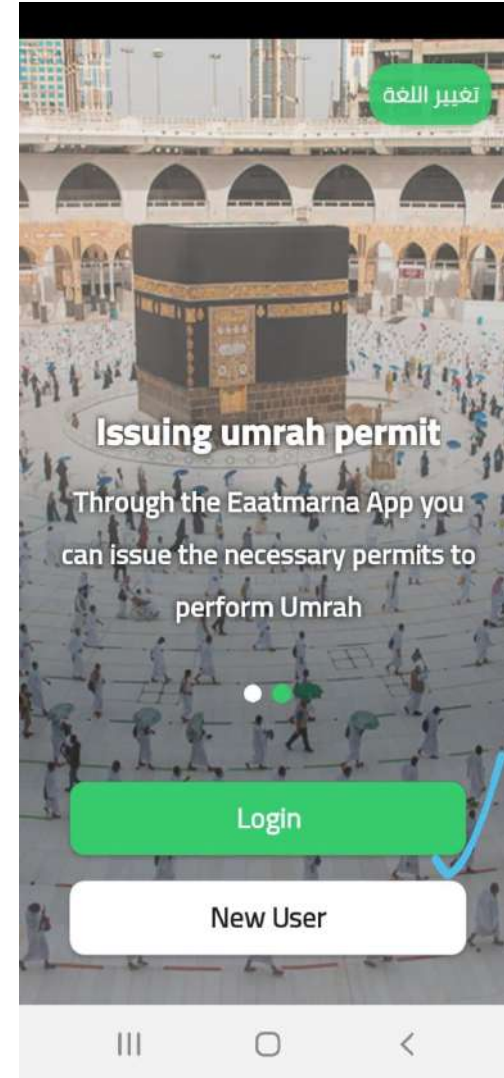 تغيير اللغة
Issuing umrah permit
Through the Eaatmarna App you
can issue the necessary permits to
perform Umrah
Login
New User